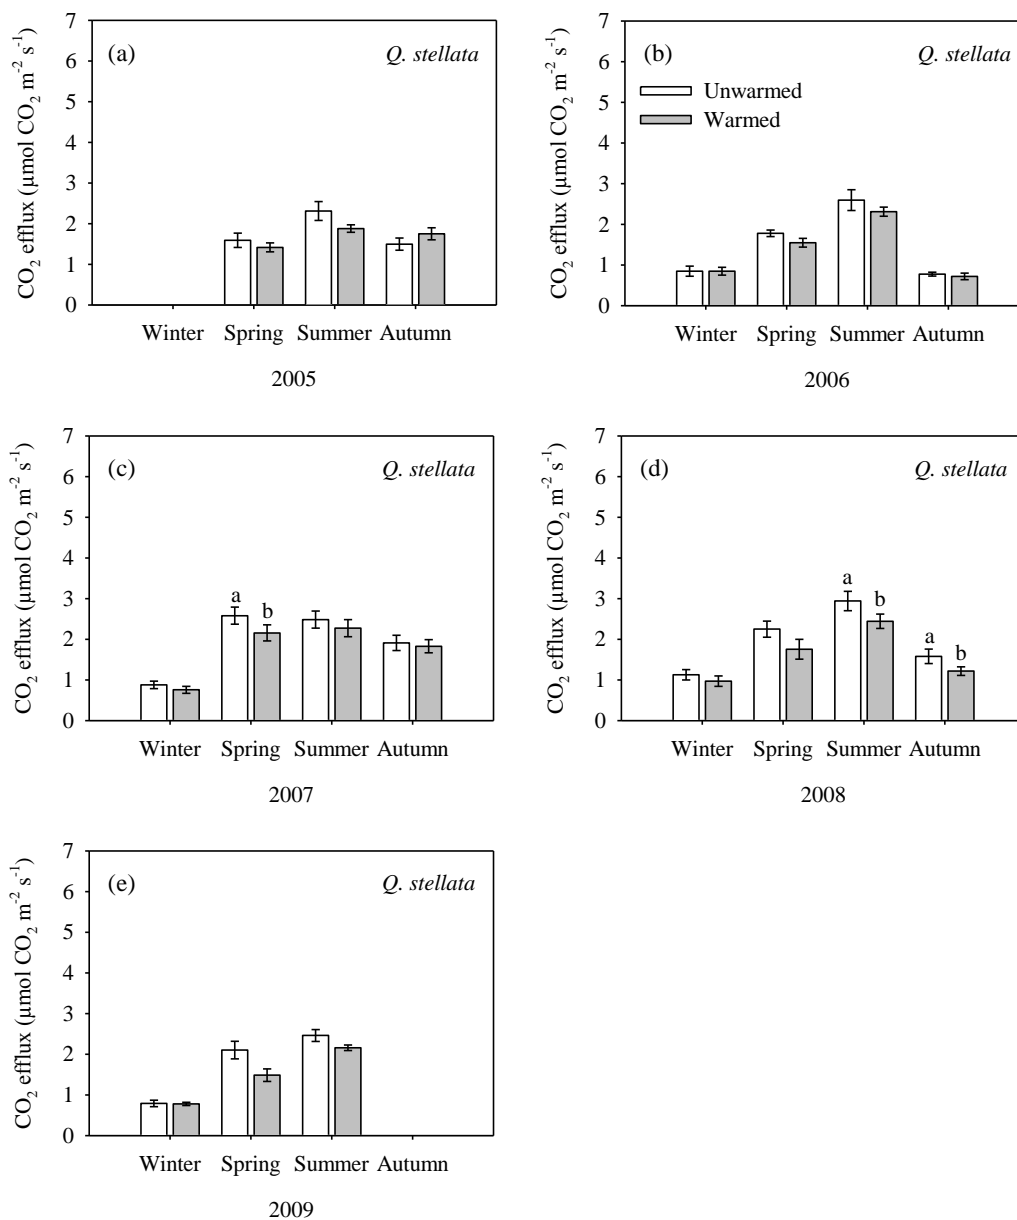 (a)
Q. stellata
CO2 efflux (µmol CO2 m-2 s-1)
7
6
5
4
3
2
1
0
Winter Spring Summer Autumn
2005
(b)
Q. stellata
Unwarmed
Warmed
CO2 efflux (µmol CO2 m-2 s-1)
7
6
5
4
3
2
1
0
Winter Spring Summer Autumn
2006
(c)
Q. stellata
CO2 efflux (µmol CO2 m-2 s-1)
7
6
5
4
3
2
1
0
a b
Winter Spring Summer Autumn
2007
(d)
Q. stellata
CO2 efflux (µmol CO2 m-2 s-1)
7
6
5
4
3
2
1
0
a b
a b
Winter Spring Summer Autumn
2008
(e)
Q. stellata
CO2 efflux (µmol CO2 m-2 s-1)
7
6
5
4
3
2
1
0
Winter Spring Summer Autumn
2009